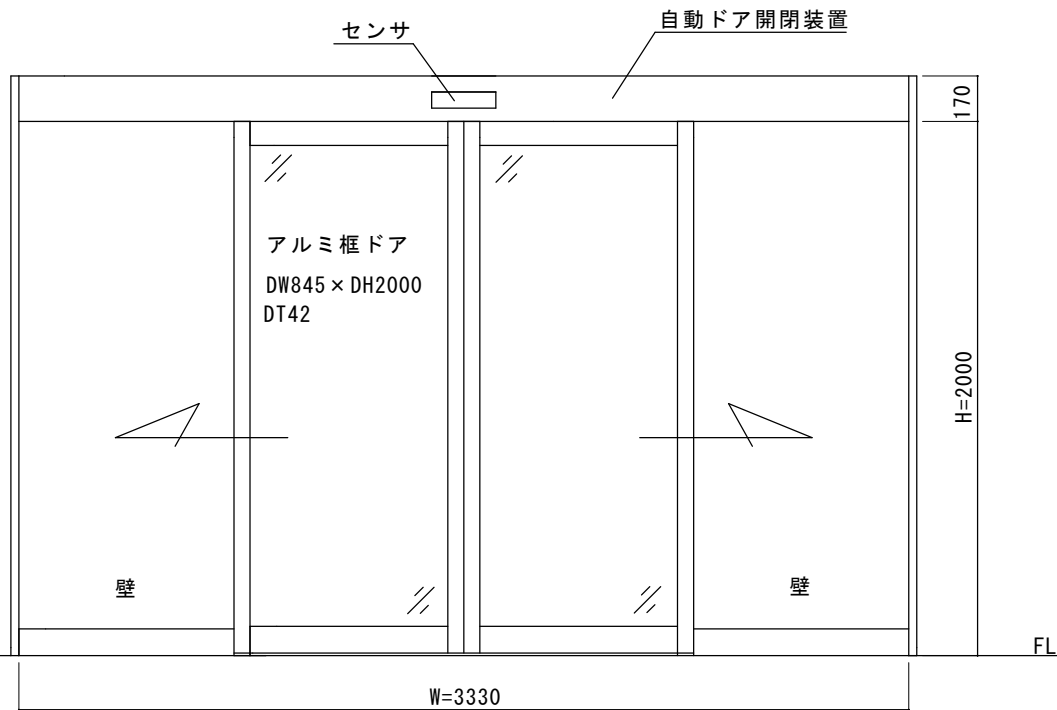 センサ
自動ドア開閉装置
170
アルミ框ドア
DW845×DH2000
DT42
H=2000
壁
壁
FL
W=3330